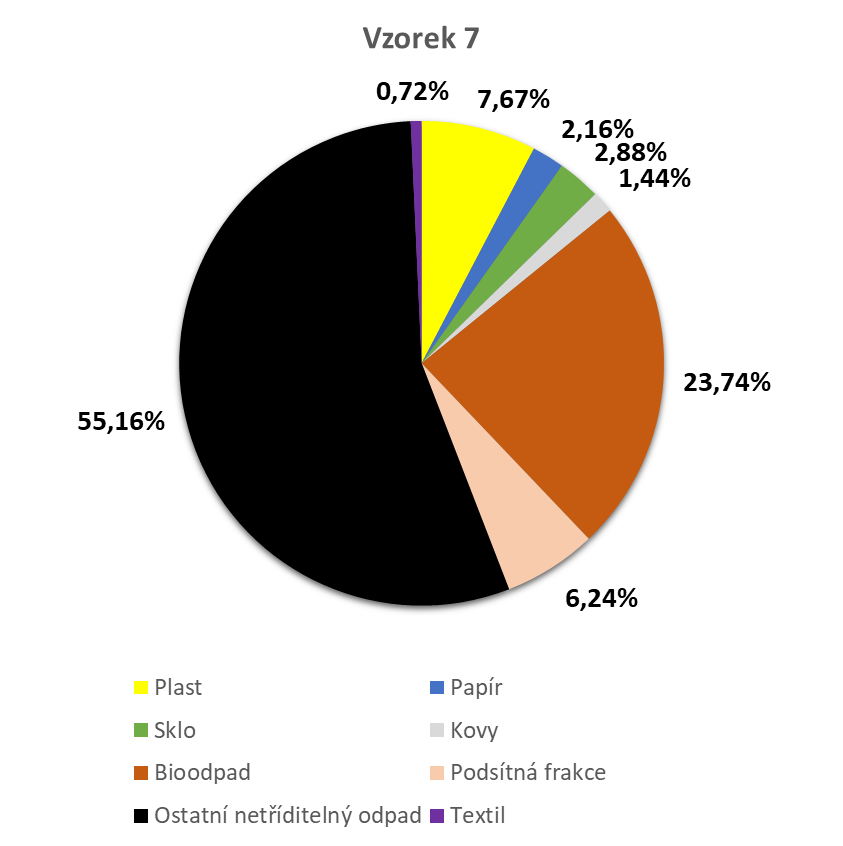 Vzorek 7
0,72%
7,67%
2,16%
2,88%
1,44%
23,74%
55,16%
6,24%
Plast
Papír
Sklo
Kovy
Bioodpad
Podsítná frakce
Ostatní netříditelný odpad
Textil